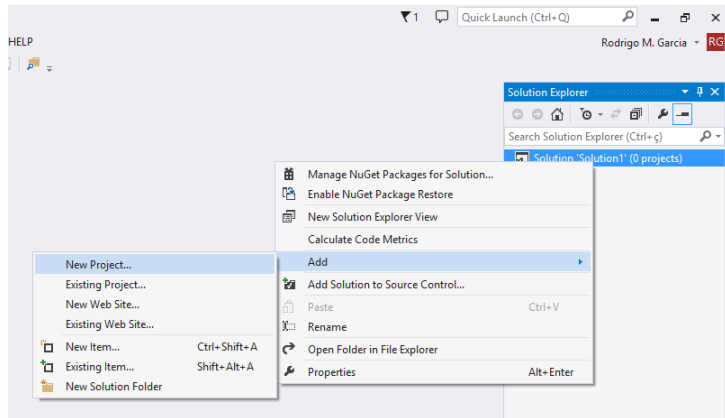 1 Quick Launch (Ctrl+Q)
HELP
Rodrigo M. Garcia RG
Solution Explorer
Search Solution Explorer (Ctrl+ç)
Solution 'Solution1' (0 projects)
Manage NuGet Packages for Solution...
Enable NuGet Package Restore
New Solution Explorer View
Calculate Code Metrics
Add
Add Solution to Source Control...
Paste Ctrl+V
Rename
Open Folder in File Explorer
Properties Alt+Enter
New Project...
Existing Project...
New Web Site...
Existing Web Site...
New Item... Ctrl+Shift+A
Existing Item... Shift+Alt+A
New Solution Folder